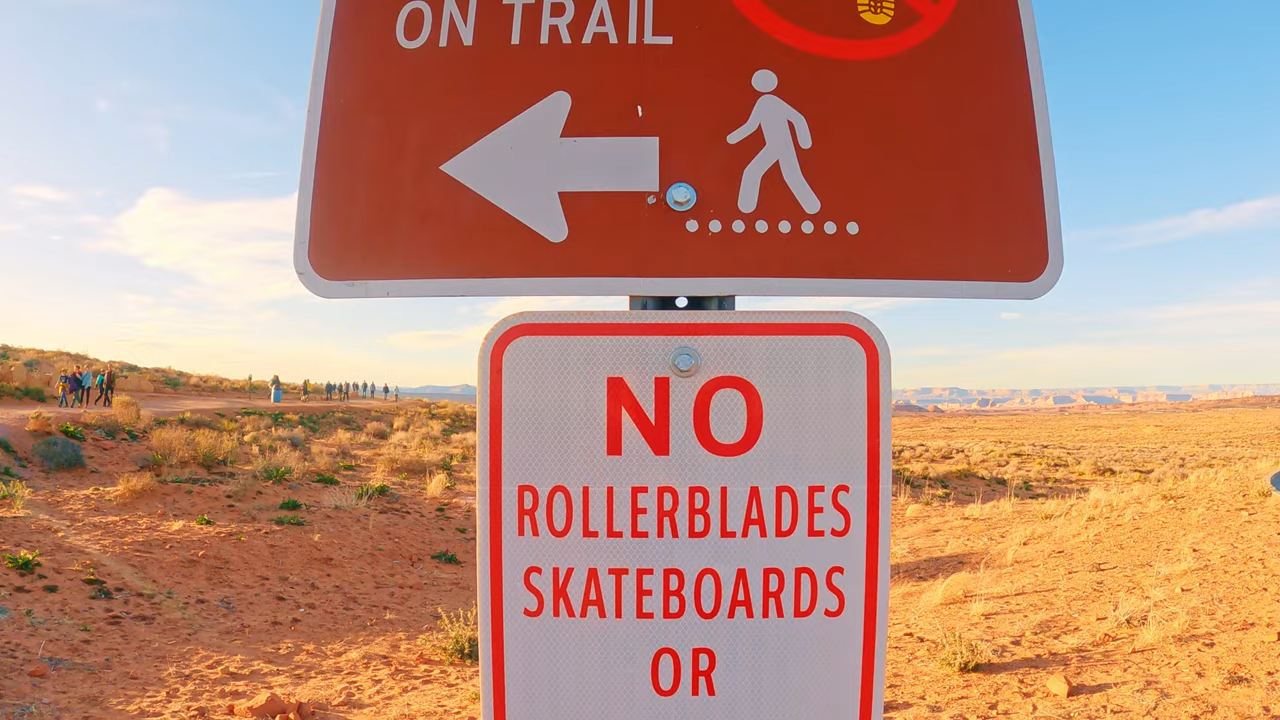 ON TRAIL
NO
ROLLERBLADES
SKATEBOARDS
OR